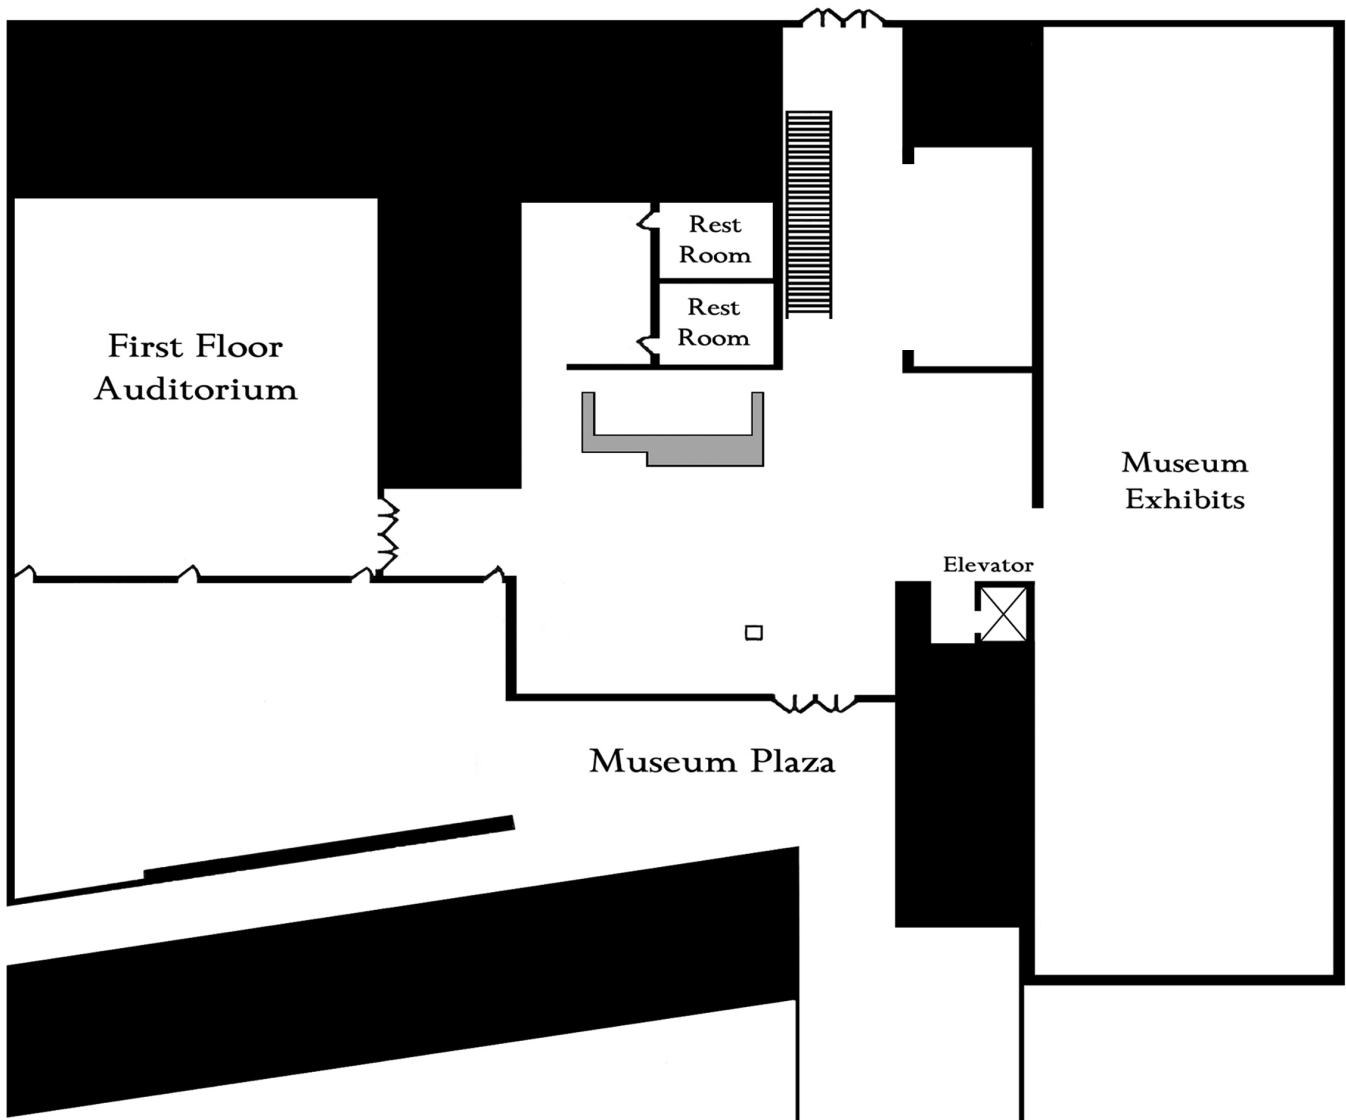 Rest
Room
Rest
Room
First Floor
Auditorium
Museum
Exhibits
Elevator
Museum Plaza